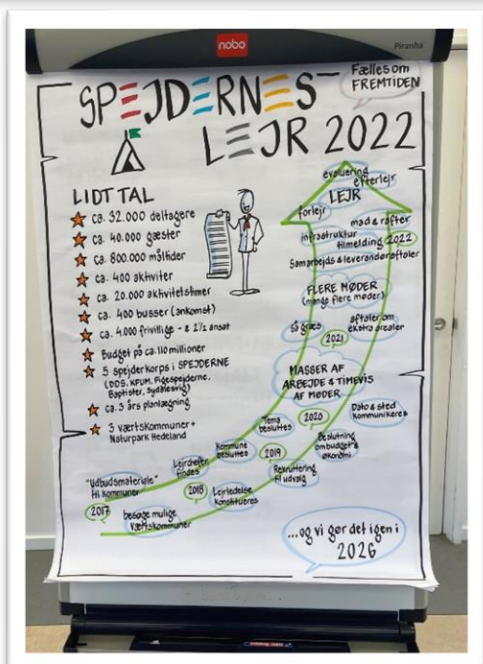 nobo
Piranha
Fælles om
FREMTIDEN
SPEJDERNES
LEJR 2022
LIDT TAL
ca. 32.000 deltagere
ca. 40.000 gæster
ca. 800.000 måltider
ca. 400 aktiviter
ca. 20.000 aktivitetstimer
ca. 400 busser (ankomst)
ca. 4.000 frivillige - & 2 1/2 ansat
Budget på ca. 110 millioner
5 spejderkorps i SPEJDERNE
(DDS, KFUM, Pigespejderne,
Baptister, Sydslesvig)
ca. 3 års planlægning
3 værtskommuner +
Naturpark Hedeland
evaluering
efterlejr
LEJR
forlejr
mad & rafter
infrastruktur
tilmelding
2022
Samarbejds & leverandøraftaler
FLERE MØDER
(mange flere møder)
så græs
aftaler om
ekstra arealer
2021
MASSER AF
ARBEJDE & TIMEVIS
AF MØDER
Tema
besluttes
2020
Dato & sted
kommunikeres
Kommune
besluttes
2019
Beslutning
om budget &
økonomi
Lejrchefer
findes
Rekruttering
til udvalg
"Udbudsmateriale"
til kommuner
2018
Lejrledelse
konstitueres
2017
besøge mulige
værtskommuner
...og vi gør det igen i
2026